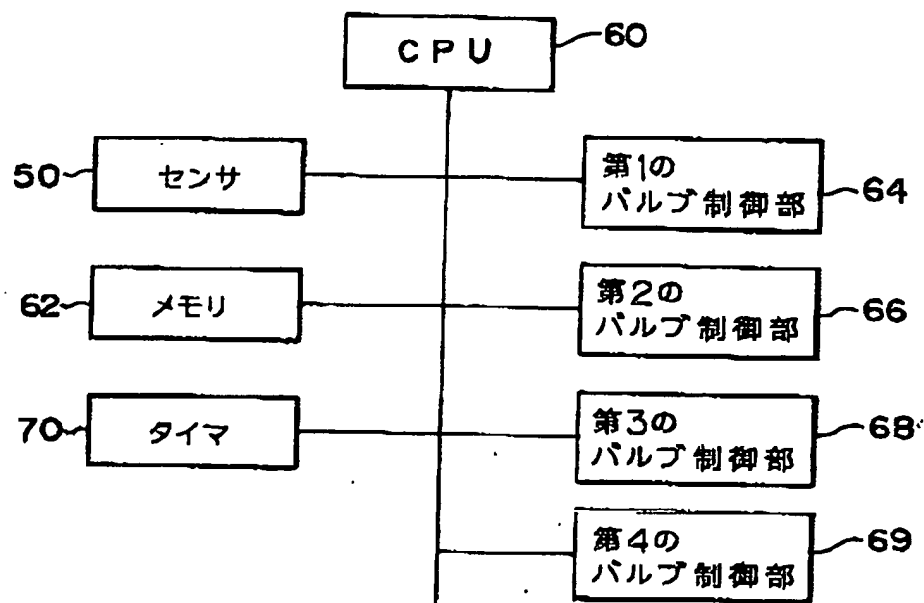 CPU
60
50
センサ
第1の
バルブ制御部
64
62
メモリ
第2の
バルブ制御部
66
70
タイマ
第3の
バルブ制御部
68
第4の
バルブ制御部
69